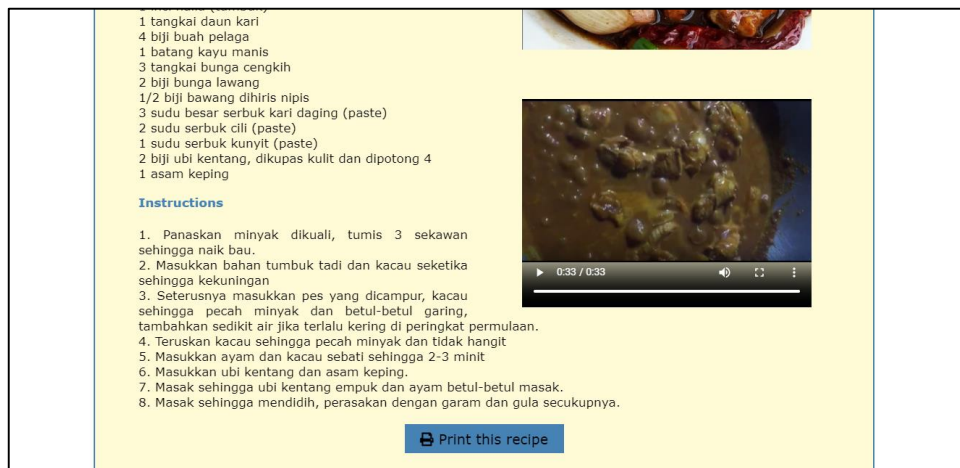 1 tangkai daun kari
4 biji buah pelaga
1 batang kayu manis
3 tangkai bunga cengkih
2 biji bunga lawang
1/2 biji bawang dihiris nipis
3 sudu besar serbuk kari daging (paste)
2 sudu serbuk cili (paste)
1 sudu serbuk kunyit (paste)
2 biji ubi kentang, dikupas kulit dan dipotong 4
1 asam keping
Instructions
1. Panaskan minyak dikuali, tumis 3 sekawan
sehingga naik bau.
2. Masukkan bahan tumbuk tadi dan kacau seketika
sehingga kekuningan
3. Seterusnya masukkan pes yang dicampur, kacau
sehingga pecah minyak dan betul-betul garing,
tambahkan sedikit air jika terlalu kering di peringkat permulaan.
4. Teruskan kacau sehingga pecah minyak dan tidak hangit
5. Masukkan ayam dan kacau sebati sehingga 2-3 minit
6. Masukkan ubi kentang dan asam keping.
7. Masak sehingga ubi kentang empuk dan ayam betul-betul masak.
8. Masak sehingga mendidih, perasakan dengan garam dan gula secukupnya.
0:33 / 0:33
Print this recipe